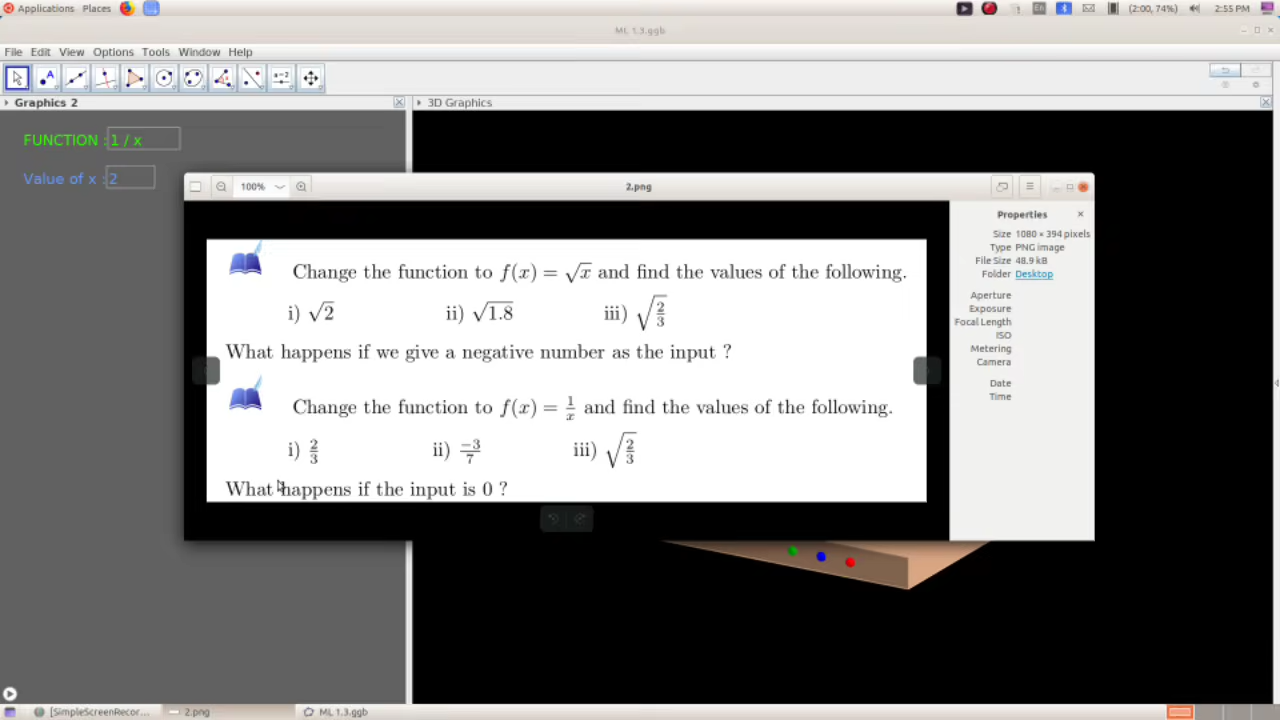 Applications Places (2:00, 74%) 2:55 PM
ML 1.3.ggb
File Edit View Options Tools Window Help
Graphics 2
3D Graphics
FUNCTION : 1 / x
Value of x : 2
100%
2.png
Properties
Size 1080 × 394 pixels
Type PNG image
File Size 48.9 kB
Folder Desktop
Aperture
Exposure
Focal Length
ISO
Metering
Camera
Date
Time
Change the function to f(x) = √x and find the values of the following.
i) √2 ii) √1.8 iii) √(2/3)
What happens if we give a negative number as the input ?
Change the function to f(x) = 1/x and find the values of the following.
i) 2/3 ii) −3/7 iii) √(2/3)
What happens if the input is 0 ?
[SimpleScreenRecor... 2.png ML 1.3.ggb